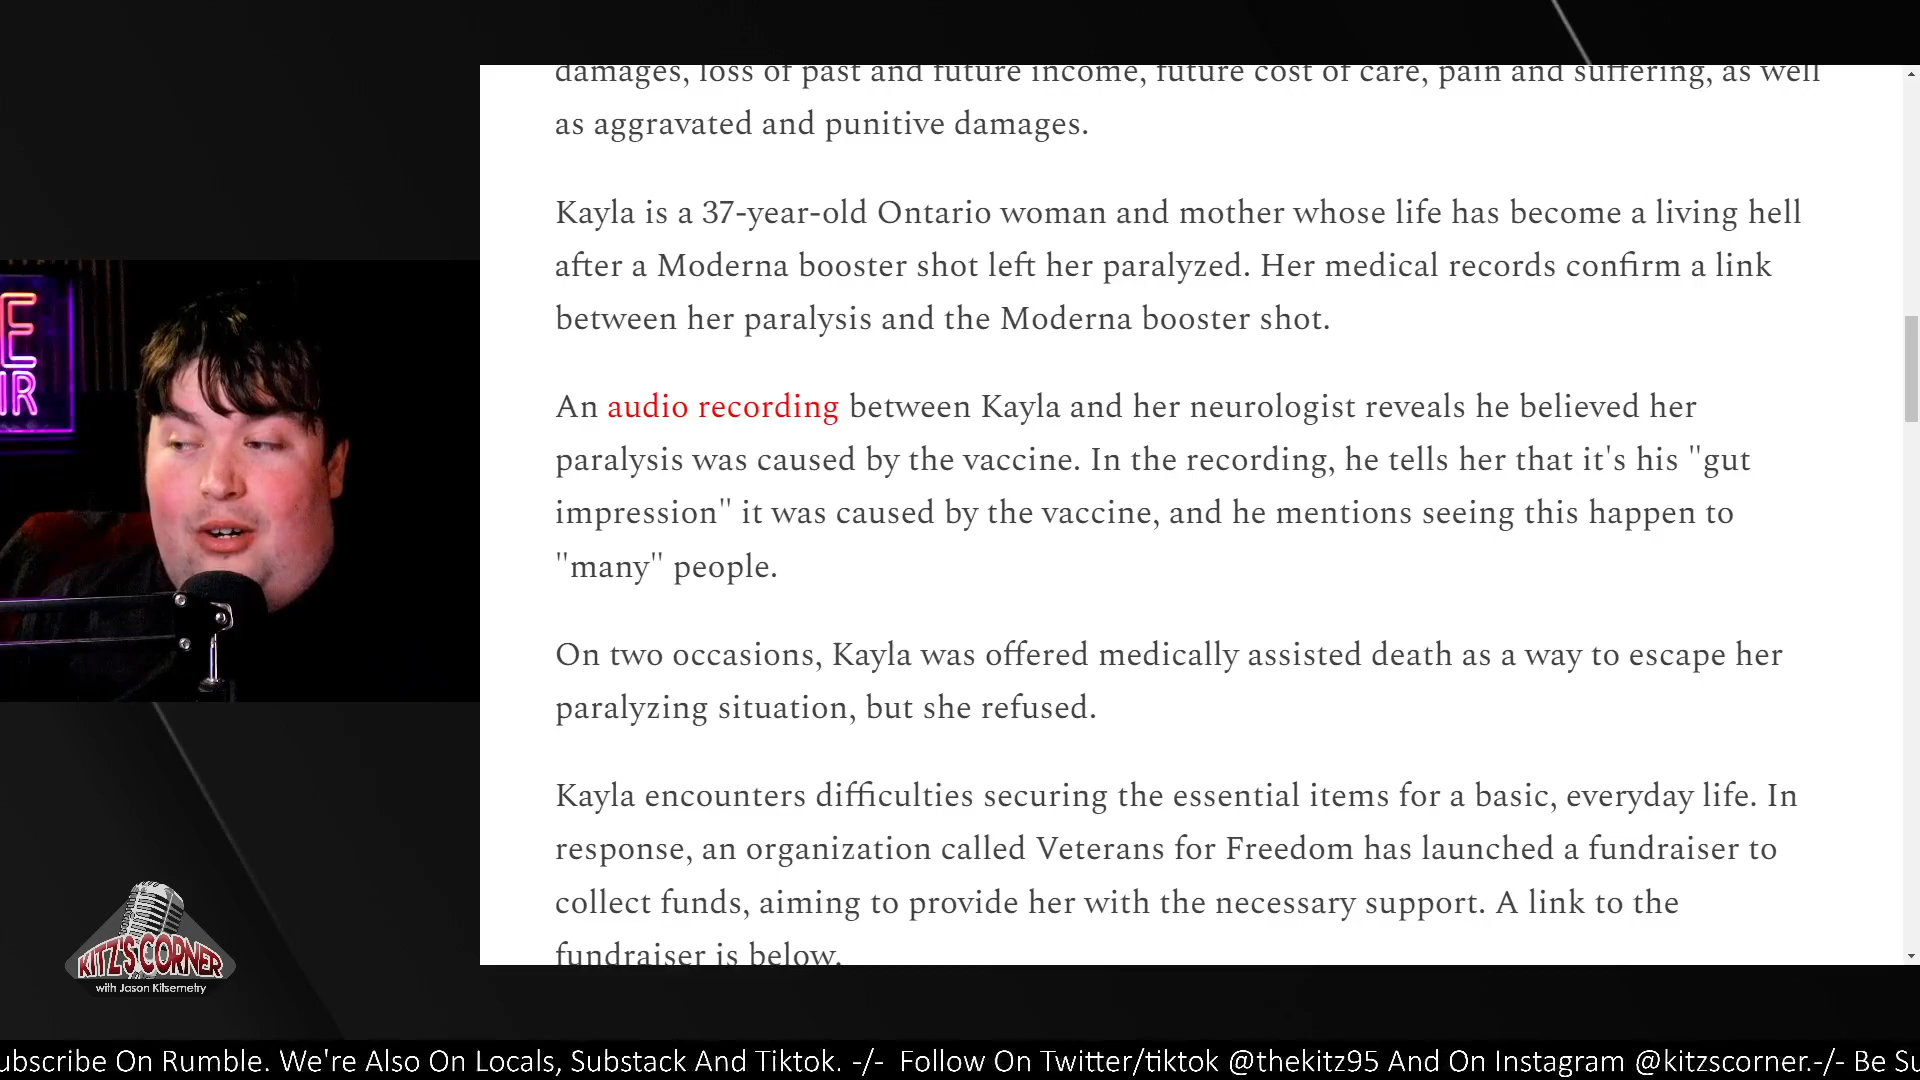 damages, loss of past and future income, future cost of care, pain and suffering, as well
as aggravated and punitive damages.
Kayla is a 37-year-old Ontario woman and mother whose life has become a living hell
after a Moderna booster shot left her paralyzed. Her medical records confirm a link
between her paralysis and the Moderna booster shot.
An audio recording between Kayla and her neurologist reveals he believed her
paralysis was caused by the vaccine. In the recording, he tells her that it's his "gut
impression" it was caused by the vaccine, and he mentions seeing this happen to
"many" people.
On two occasions, Kayla was offered medically assisted death as a way to escape her
paralyzing situation, but she refused.
Kayla encounters difficulties securing the essential items for a basic, everyday life. In
response, an organization called Veterans for Freedom has launched a fundraiser to
collect funds, aiming to provide her with the necessary support. A link to the
fundraiser is below.
E
IR
KITZ'S CORNER
with Jason Kitsemetry
ubscribe On Rumble. We're Also On Locals, Substack And Tiktok. -/- Follow On Twitter/tiktok @thekitz95 And On Instagram @kitzscorner.-/- Be Su